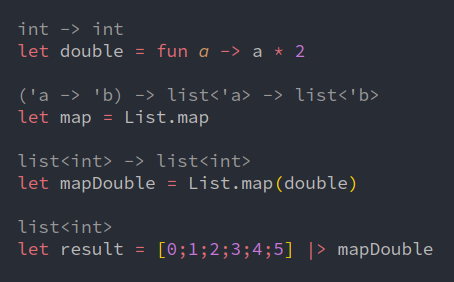 int -> int
let double = fun a -> a * 2
('a -> 'b) -> list<'a> -> list<'b>
let map = List.map
list<int> -> list<int>
let mapDouble = List.map(double)
list<int>
let result = [0;1;2;3;4;5] |> mapDouble